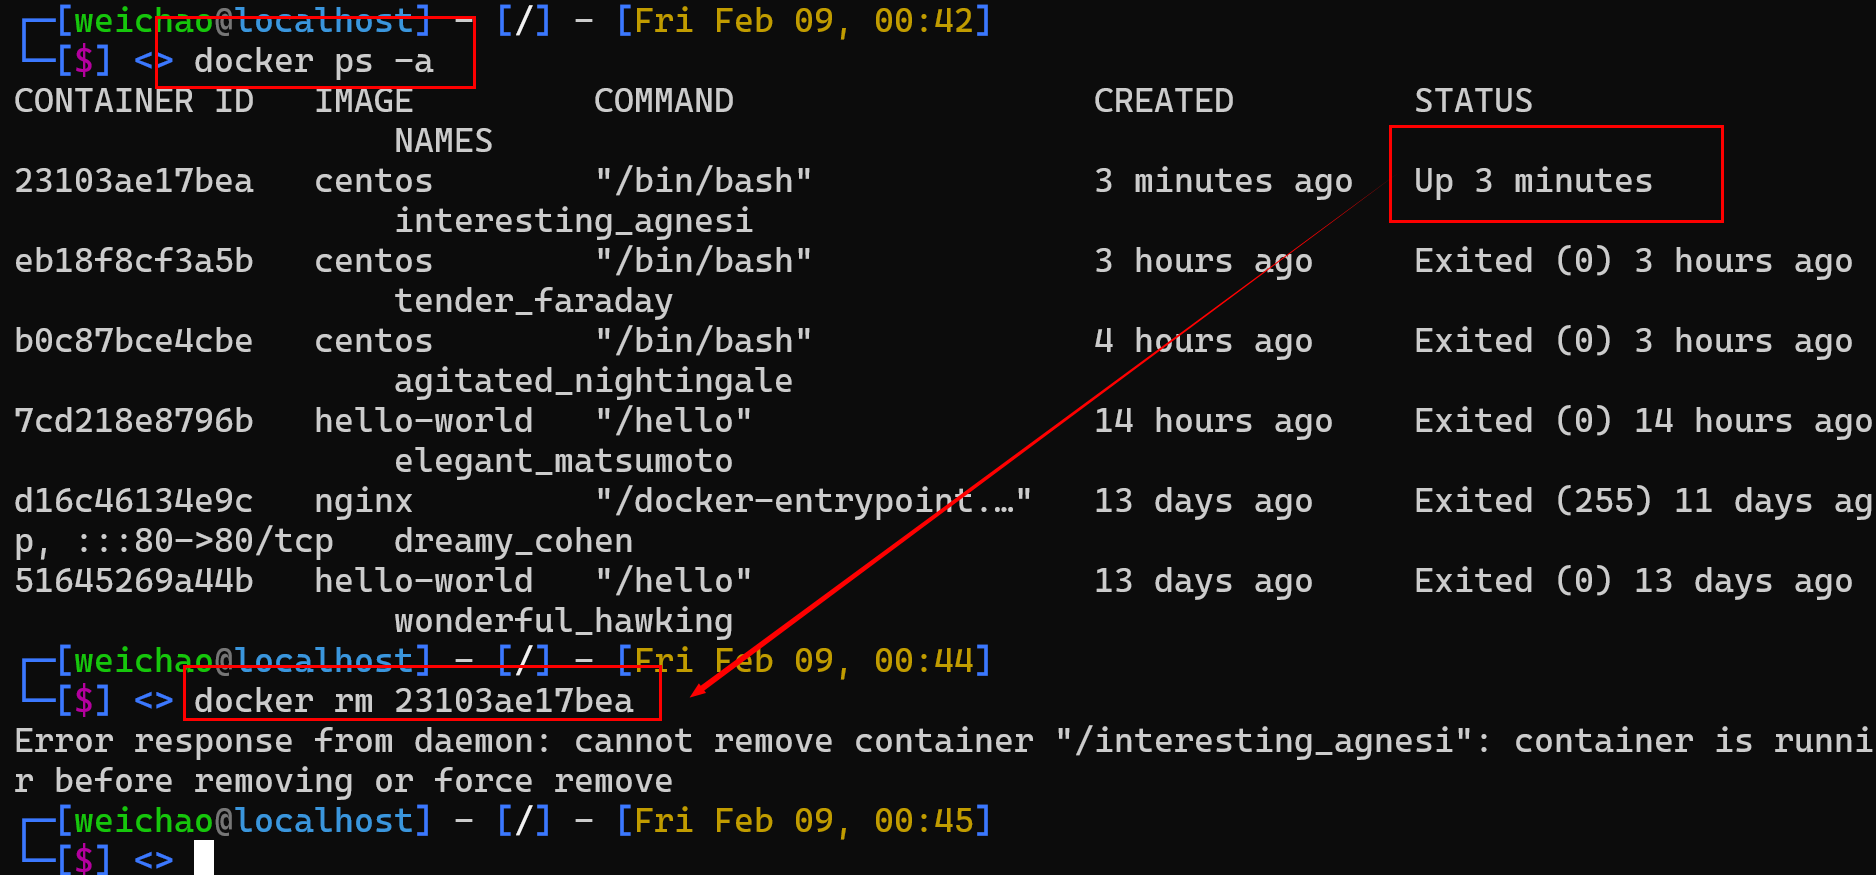 [weichao@localhost] - [/] - [Fri Feb 09, 00:42]
[$] <> docker ps -a
CONTAINER ID   IMAGE         COMMAND                  CREATED         STATUS
                   NAMES
23103ae17bea   centos        "/bin/bash"              3 minutes ago   Up 3 minutes
                   interesting_agnesi
eb18f8cf3a5b   centos        "/bin/bash"              3 hours ago     Exited (0) 3 hours ago
                   tender_faraday
b0c87bce4cbe   centos        "/bin/bash"              4 hours ago     Exited (0) 3 hours ago
                   agitated_nightingale
7cd218e8796b   hello-world   "/hello"                 14 hours ago    Exited (0) 14 hours ago
                   elegant_matsumoto
d16c46134e9c   nginx         "/docker-entrypoint.…"   13 days ago     Exited (255) 11 days ag
p, :::80->80/tcp   dreamy_cohen
51645269a44b   hello-world   "/hello"                 13 days ago     Exited (0) 13 days ago
                   wonderful_hawking
[weichao@localhost] - [/] - [Fri Feb 09, 00:44]
[$] <> docker rm 23103ae17bea
Error response from daemon: cannot remove container "/interesting_agnesi": container is runni
r before removing or force remove
[weichao@localhost] - [/] - [Fri Feb 09, 00:45]
[$] <>